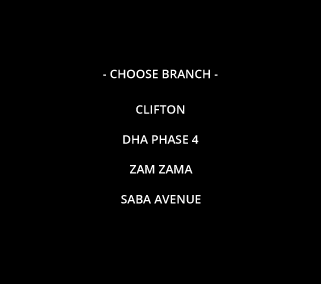 - CHOOSE BRANCH -
CLIFTON
DHA PHASE 4
ZAM ZAMA
SABA AVENUE